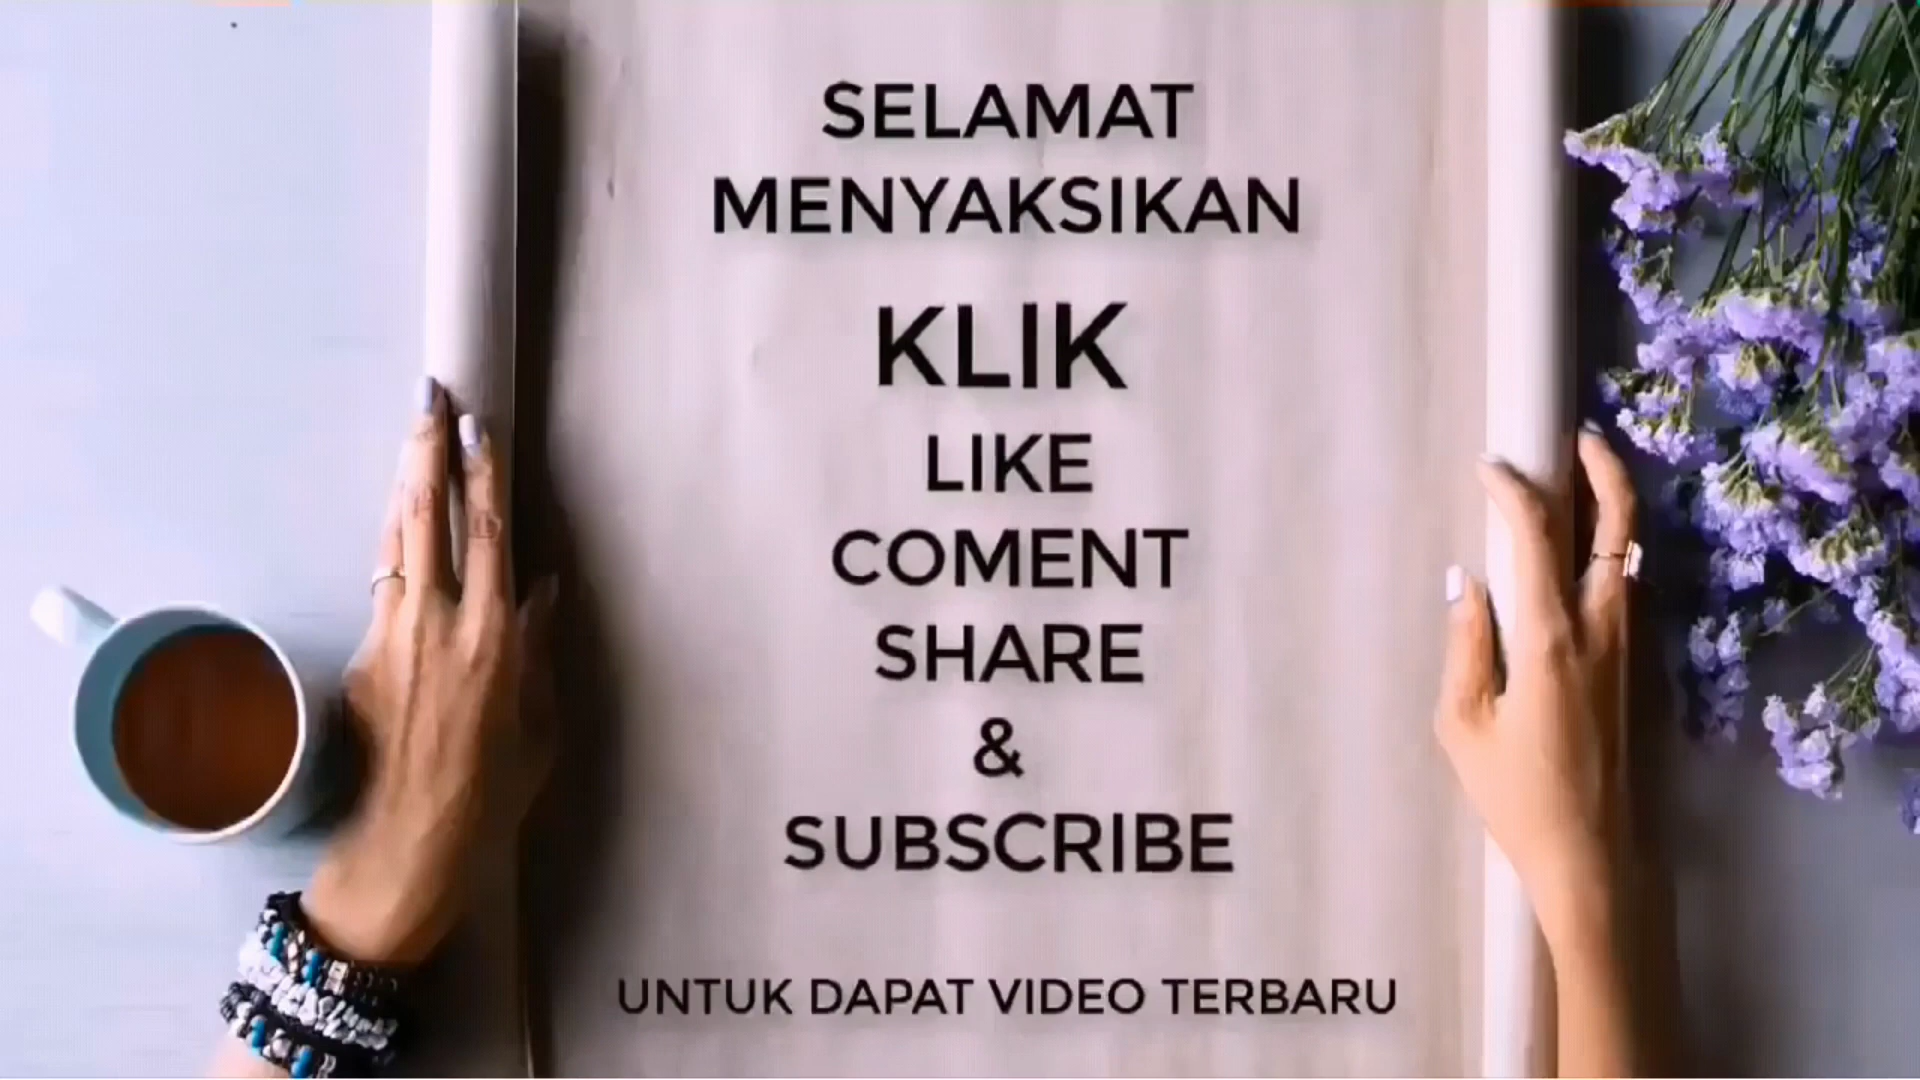 SELAMAT
MENYAKSIKAN
KLIK
LIKE
COMENT
SHARE
&
SUBSCRIBE
UNTUK DAPAT VIDEO TERBARU